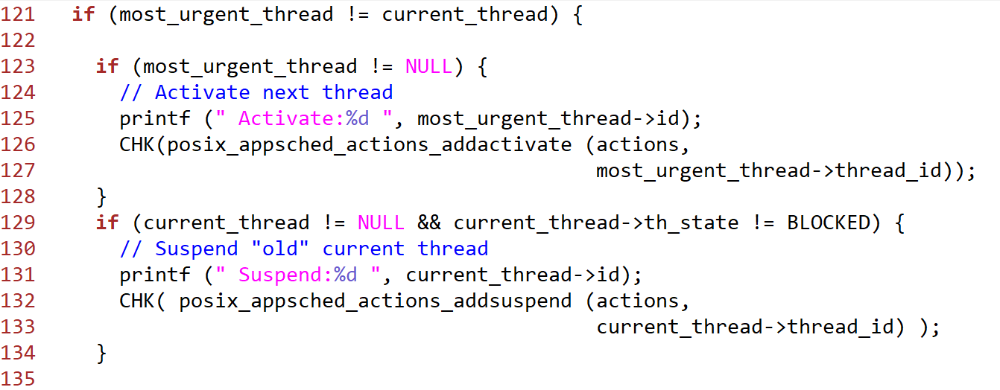 121   if (most_urgent_thread != current_thread) {
122
123     if (most_urgent_thread != NULL) {
124       // Activate next thread
125       printf (" Activate:%d ", most_urgent_thread->id);
126       CHK(posix_appsched_actions_addactivate (actions,
127                                               most_urgent_thread->thread_id));
128     }
129     if (current_thread != NULL && current_thread->th_state != BLOCKED) {
130       // Suspend "old" current thread
131       printf (" Suspend:%d ", current_thread->id);
132       CHK( posix_appsched_actions_addsuspend (actions,
133                                               current_thread->thread_id) );
134     }
135